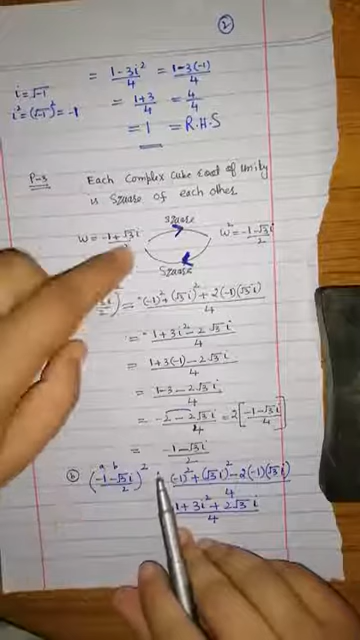 ②
i = √-1 = 1-3i²/4 = 1-3(-1)/4
i² = (√-1)² = -1 = 1+3/4 = 4/4
= 1 = R.H.S
P-3 Each Complex Cube root of Unity
is Square of each other.
Square
W = -1+√3i W² = -1-√3i/2
Square
= (-1)² + (√3i)² + 2(-1)(√3i)/4
= 1+3i²-2√3i/4
= 1+3(-1)-2√3i/4
= 1-3-2√3i/4
= -2-2√3i/4 = 2[-1-√3i/4]
= -1-√3i/2
a b
(b) (-1-√3i/2)² = (-1)² + (√3i)² - 2(-1)(√3i)/4
1+3i²+2√3i/4